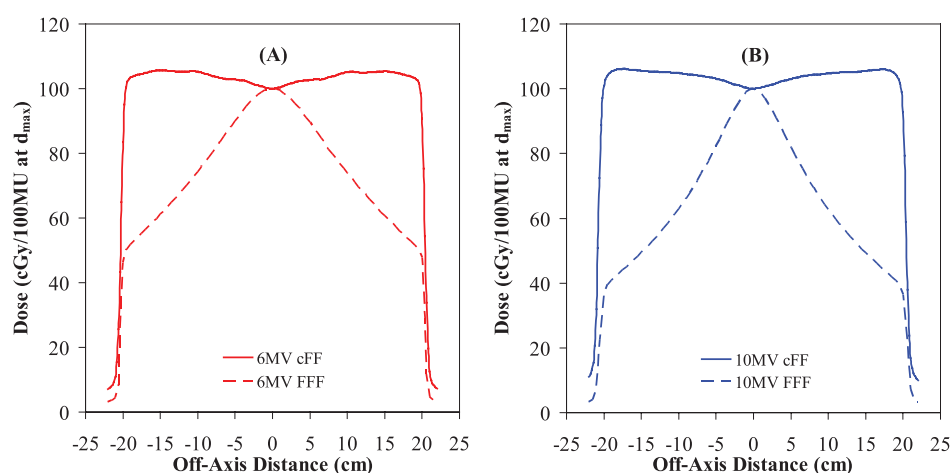 120
100
80
60
40
20
0
Dose (cGy/100MU at dmax)
(A)
6MV cFF
6MV FFF
-25 -20 -15 -10 -5 0 5 10 15 20 25
Off-Axis Distance (cm)
120
100
80
60
40
20
0
Dose (cGy/100MU at dmax)
(B)
10MV cFF
10MV FFF
-25 -20 -15 -10 -5 0 5 10 15 20 25
Off-Axis Distance (cm)